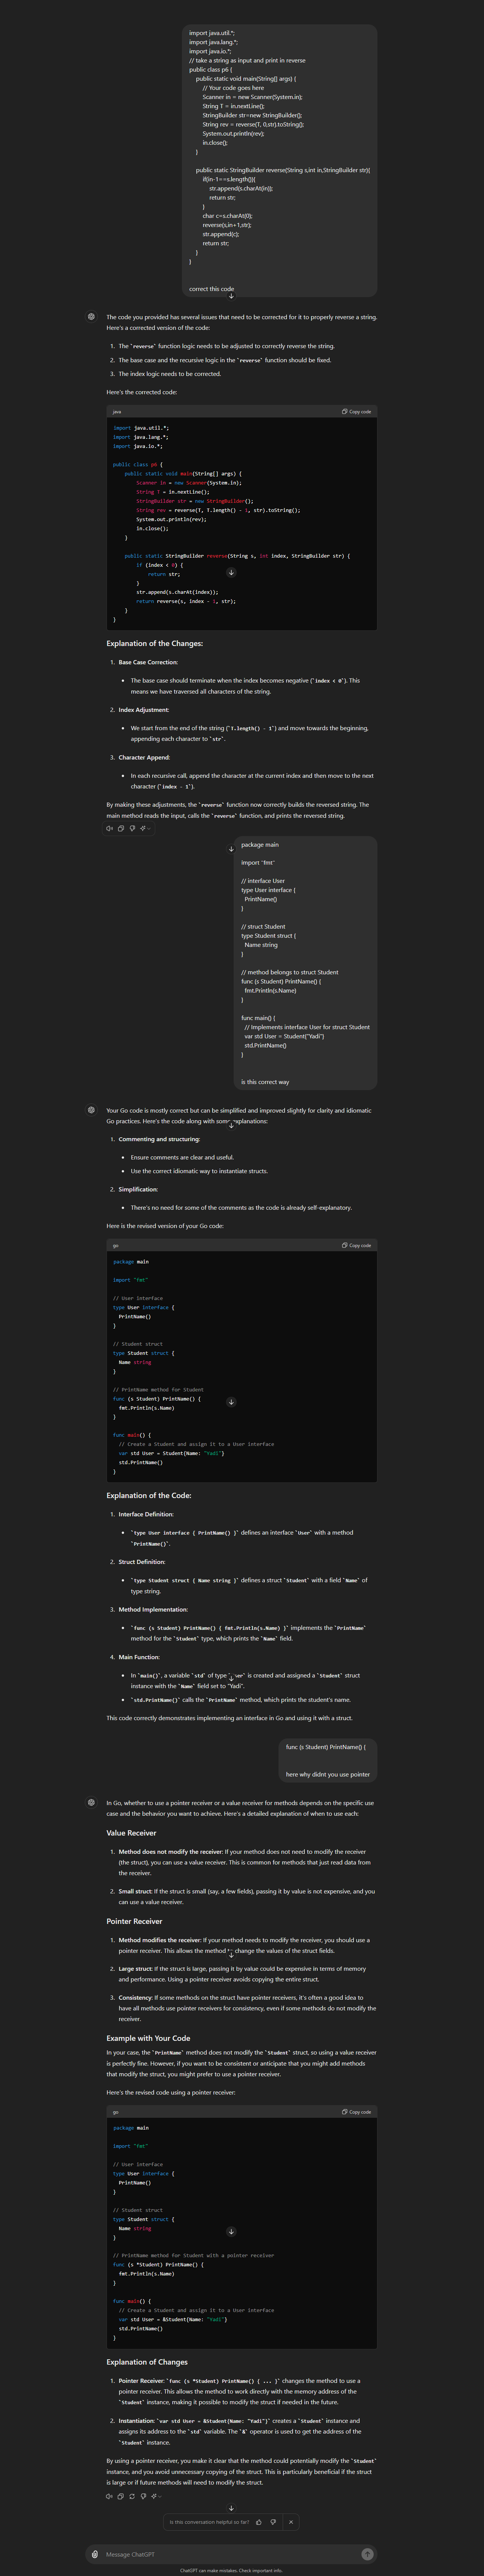 import java.util.*;
import java.lang.*;
import java.io.*;
// take a string as input and print in reverse
public class p6 {
public static void main(String[] args) {
// Your code goes here
Scanner in = new Scanner(System.in);
String T = in.nextLine();
StringBuilder str=new StringBuilder();
String rev = reverse(T, 0,str).toString();
System.out.println(rev);
in.close();
}
public static StringBuilder reverse(String s,int in,StringBuilder str){
if(in-1==s.length()){
str.append(s.charAt(in));
return str;
}
char c=s.charAt(0);
reverse(s,in+1,str);
str.append(c);
return str;
}
}
correct this code
The code you provided has several issues that need to be corrected for it to properly reverse a string.
Here's a corrected version of the code:
1. The `reverse` function logic needs to be adjusted to correctly reverse the string.
2. The base case and the recursive logic in the `reverse` function should be fixed.
3. The index logic needs to be corrected.
Here's the corrected code:
java
Copy code
import java.util.*;
import java.lang.*;
import java.io.*;
public class p6 {
public static void main(String[] args) {
Scanner in = new Scanner(System.in);
String T = in.nextLine();
StringBuilder str = new StringBuilder();
String rev = reverse(T, T.length() - 1, str).toString();
System.out.println(rev);
in.close();
}
public static StringBuilder reverse(String s, int index, StringBuilder str) {
if (index < 0) {
return str;
}
str.append(s.charAt(index));
return reverse(s, index - 1, str);
}
}
Explanation of the Changes:
1. Base Case Correction:
• The base case should terminate when the index becomes negative (`index < 0`). This
means we have traversed all characters of the string.
2. Index Adjustment:
• We start from the end of the string (`T.length() - 1`) and move towards the beginning,
appending each character to `str`.
3. Character Append:
• In each recursive call, append the character at the current index and then move to the next
character (`index - 1`).
By making these adjustments, the `reverse` function now correctly builds the reversed string. The
main method reads the input, calls the `reverse` function, and prints the reversed string.
package main
import "fmt"
// interface User
type User interface {
PrintName()
}
// struct Student
type Student struct {
Name string
}
// method belongs to struct Student
func (s Student) PrintName() {
fmt.Println(s.Name)
}
func main() {
// Implements interface User for struct Student
var std User = Student{"Yadi"}
std.PrintName()
}
is this correct way
Your Go code is mostly correct but can be simplified and improved slightly for clarity and idiomatic
Go practices. Here's the code along with some explanations:
1. Commenting and structuring:
• Ensure comments are clear and useful.
• Use the correct idiomatic way to instantiate structs.
2. Simplification:
• There's no need for some of the comments as the code is already self-explanatory.
Here is the revised version of your Go code:
go
Copy code
package main
import "fmt"
// User interface
type User interface {
PrintName()
}
// Student struct
type Student struct {
Name string
}
// PrintName method for Student
func (s Student) PrintName() {
fmt.Println(s.Name)
}
func main() {
// Create a Student and assign it to a User interface
var std User = Student{Name: "Yadi"}
std.PrintName()
}
Explanation of the Code:
1. Interface Definition:
• `type User interface { PrintName() }` defines an interface `User` with a method
`PrintName()`.
2. Struct Definition:
• `type Student struct { Name string }` defines a struct `Student` with a field `Name` of
type string.
3. Method Implementation:
• `func (s Student) PrintName() { fmt.Println(s.Name) }` implements the `PrintName`
method for the `Student` type, which prints the `Name` field.
4. Main Function:
• In `main()`, a variable `std` of type `User` is created and assigned a `Student` struct
instance with the `Name` field set to "Yadi".
• `std.PrintName()` calls the `PrintName` method, which prints the student's name.
This code correctly demonstrates implementing an interface in Go and using it with a struct.
func (s Student) PrintName() {
here why didnt you use pointer
In Go, whether to use a pointer receiver or a value receiver for methods depends on the specific use
case and the behavior you want to achieve. Here's a detailed explanation of when to use each:
Value Receiver
1. Method does not modify the receiver: If your method does not need to modify the receiver
(the struct), you can use a value receiver. This is common for methods that just read data from
the receiver.
2. Small struct: If the struct is small (say, a few fields), passing it by value is not expensive, and you
can use a value receiver.
Pointer Receiver
1. Method modifies the receiver: If your method needs to modify the receiver, you should use a
pointer receiver. This allows the method to change the values of the struct fields.
2. Large struct: If the struct is large, passing it by value could be expensive in terms of memory
and performance. Using a pointer receiver avoids copying the entire struct.
3. Consistency: If some methods on the struct have pointer receivers, it's often a good idea to
have all methods use pointer receivers for consistency, even if some methods do not modify the
receiver.
Example with Your Code
In your case, the `PrintName` method does not modify the `Student` struct, so using a value receiver
is perfectly fine. However, if you want to be consistent or anticipate that you might add methods
that modify the struct, you might prefer to use a pointer receiver.
Here's the revised code using a pointer receiver:
go
Copy code
package main
import "fmt"
// User interface
type User interface {
PrintName()
}
// Student struct
type Student struct {
Name string
}
// PrintName method for Student with a pointer receiver
func (s *Student) PrintName() {
fmt.Println(s.Name)
}
func main() {
// Create a Student and assign it to a User interface
var std User = &Student{Name: "Yadi"}
std.PrintName()
}
Explanation of Changes
1. Pointer Receiver: `func (s *Student) PrintName() { ... }` changes the method to use a
pointer receiver. This allows the method to work directly with the memory address of the
`Student` instance, making it possible to modify the struct if needed in the future.
2. Instantiation: `var std User = &Student{Name: "Yadi"}` creates a `Student` instance and
assigns its address to the `std` variable. The `&` operator is used to get the address of the
`Student` instance.
By using a pointer receiver, you make it clear that the method could potentially modify the `Student`
instance, and you avoid unnecessary copying of the struct. This is particularly beneficial if the struct
is large or if future methods will need to modify the struct.
Is this conversation helpful so far?
Message ChatGPT
ChatGPT can make mistakes. Check important info.